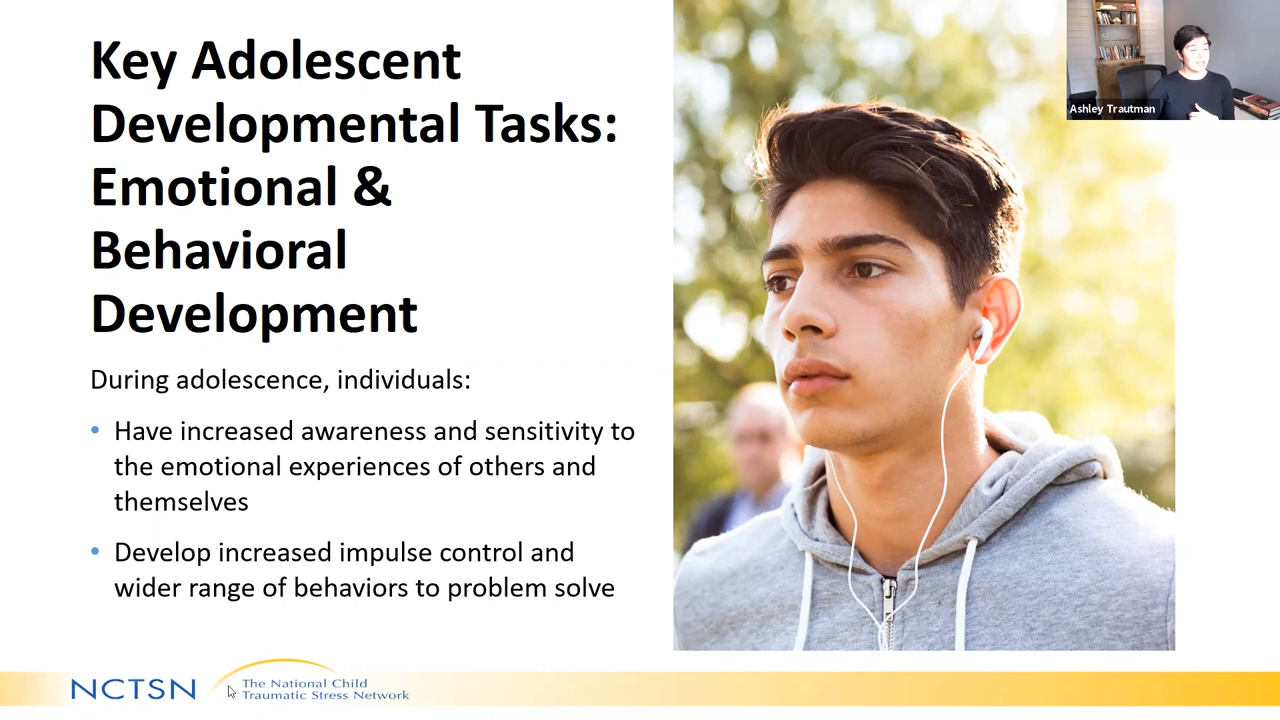 Key Adolescent
Developmental Tasks:
Emotional &
Behavioral
Development
During adolescence, individuals:
• Have increased awareness and sensitivity to
the emotional experiences of others and
themselves
• Develop increased impulse control and
wider range of behaviors to problem solve
Ashley Trautman
NCTSN
The National Child
Traumatic Stress Network